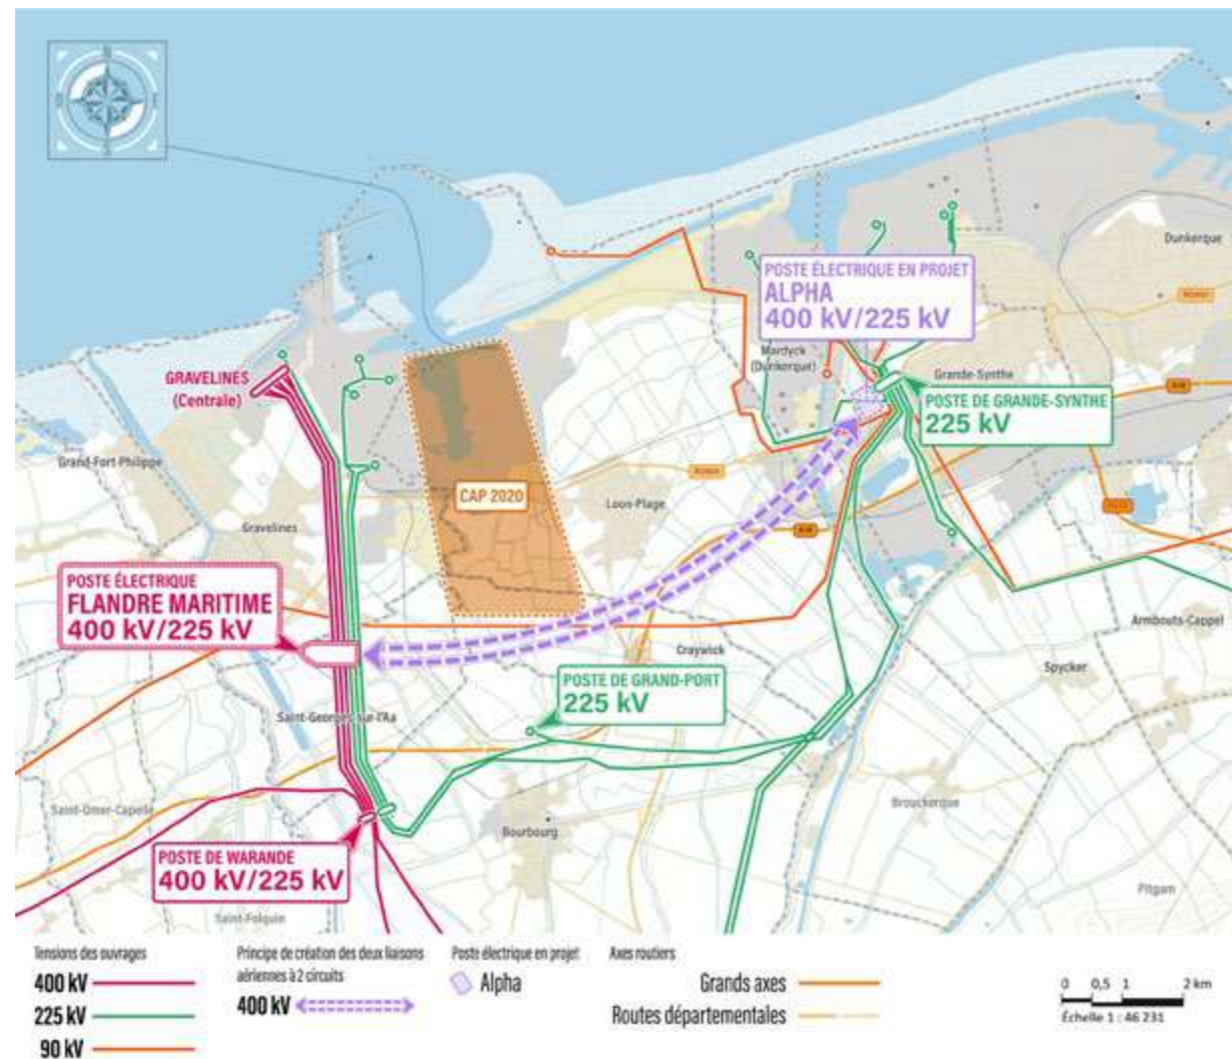 Dunkerque
POSTE ÉLECTRIQUE EN PROJET
ALPHA
400 kV/225 kV
Mardyck
(Dunkerque)
Grande-Synthe
GRAVELINES
(Centrale)
POSTE DE GRANDE-SYNTHE
225 kV
Grand-Fort-Philippe
CAP 2020
Loon-Plage
Gravelines
POSTE ÉLECTRIQUE
FLANDRE MARITIME
400 kV/225 kV
Armbouts-Cappel
Craywick
Spycker
POSTE DE GRAND-PORT
225 kV
Saint-Georges-sur-l'Aa
Saint-Omer-Capelle
Brouckerque
Bourbourg
POSTE DE WARANDE
400 kV/225 kV
Pitgam
Saint-Folquin
Tensions des ouvrages
400 kV
225 kV
90 kV
Principe de création des deux liaisons
aériennes à 2 circuits
400 kV
Poste électrique en projet
Alpha
Axes routiers
Grands axes
Routes départementales
0 0,5 1 2 km
Échelle 1 : 46 231